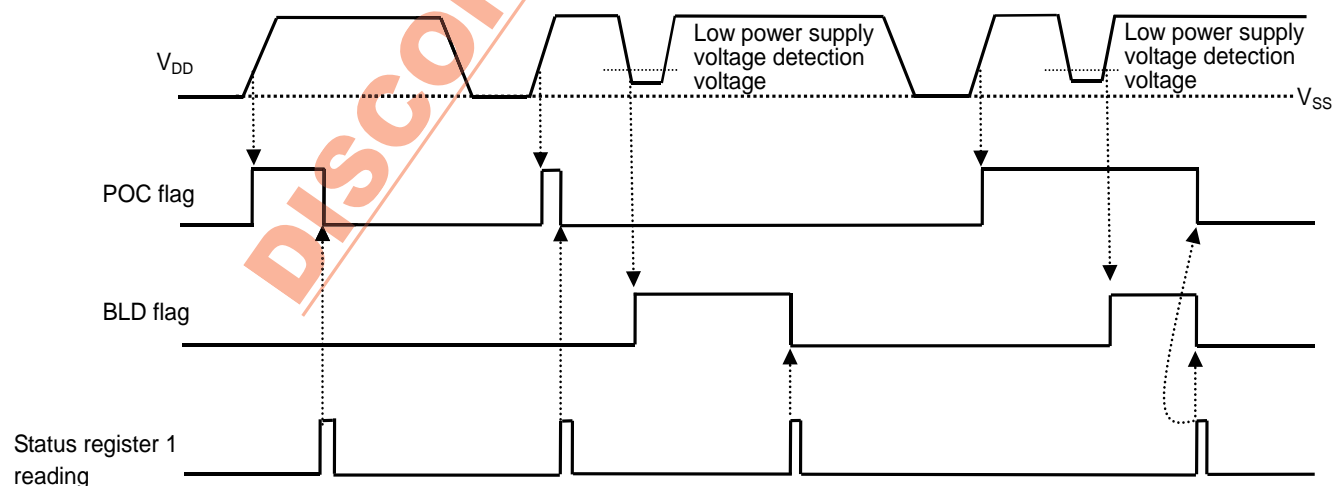 Low power supply
voltage detection
voltage
Low power supply
voltage detection
voltage
VDD
VSS
POC flag
BLD flag
Status register 1
reading
DISCO